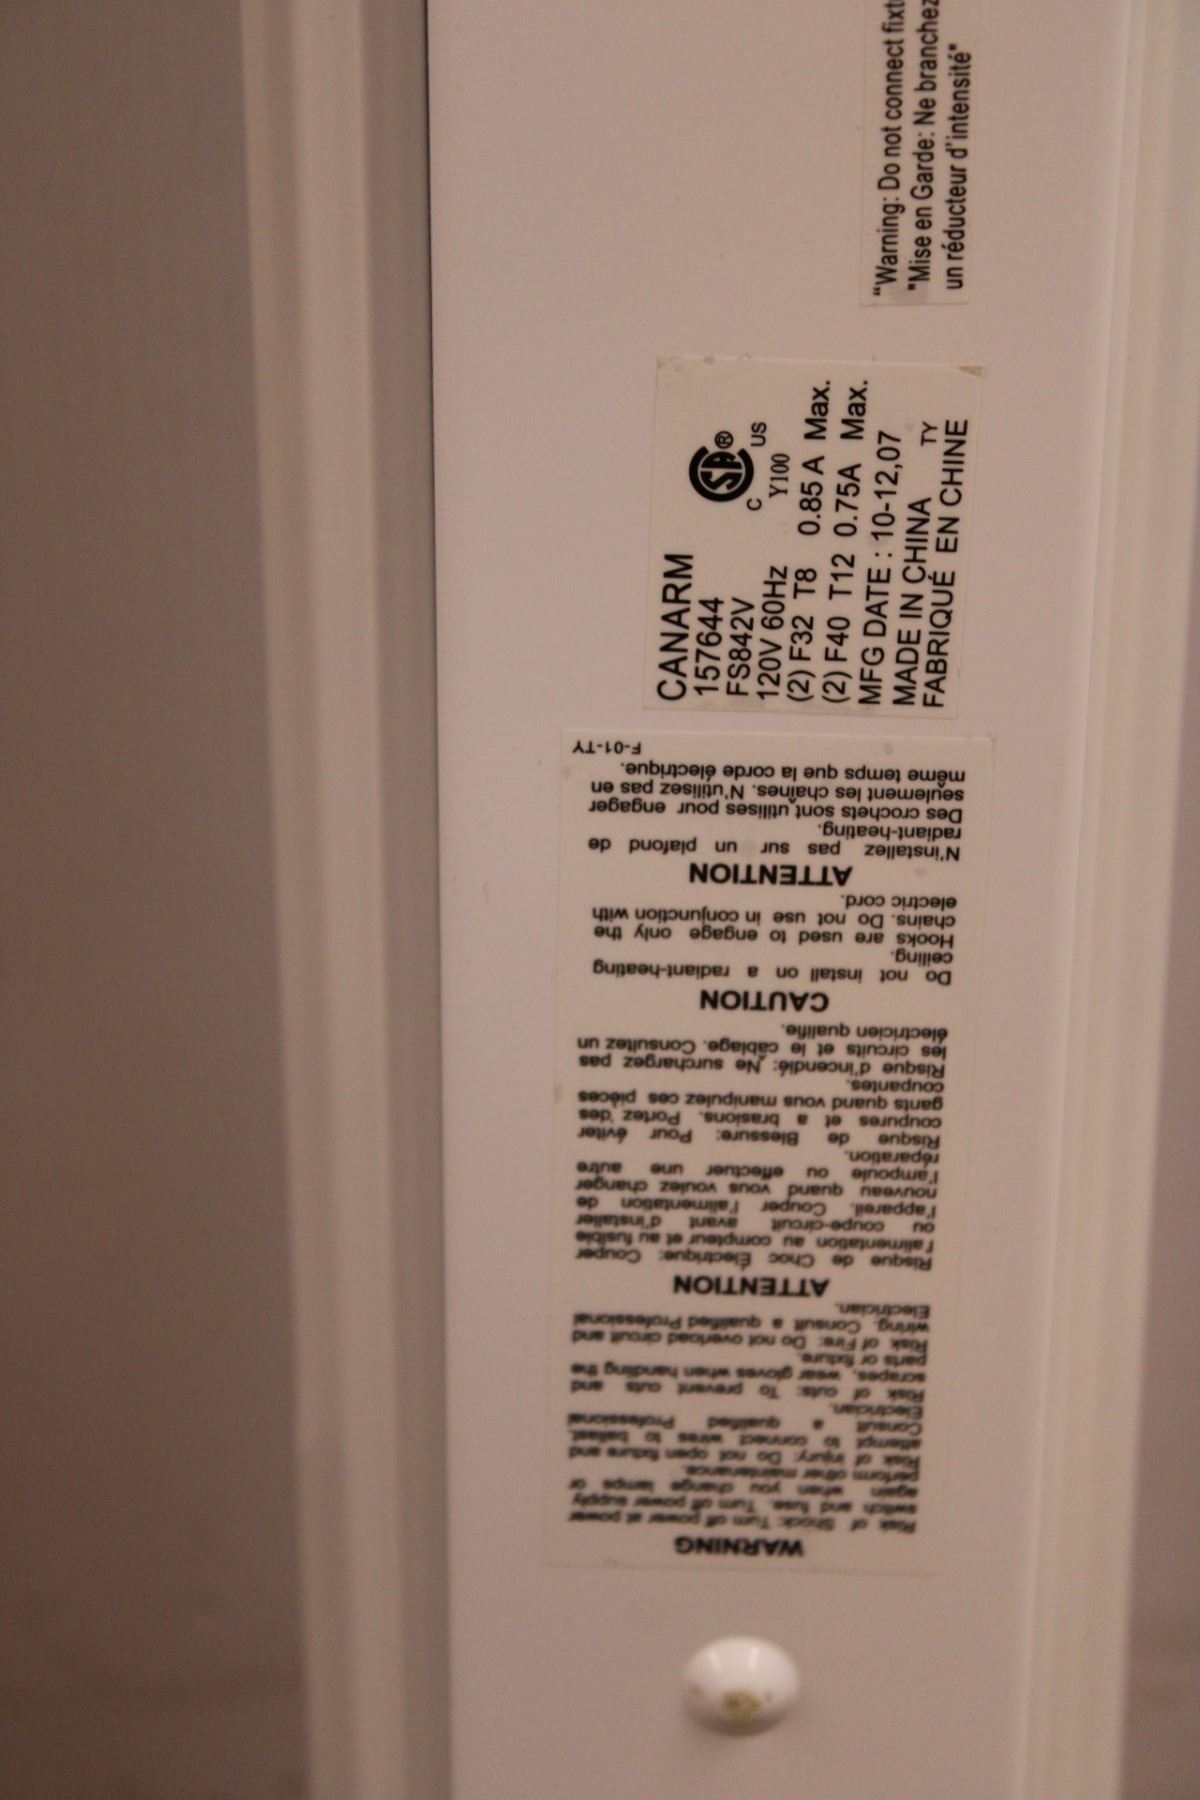 "Warning: Do not connect
"Mise en Garde: Ne branchez
un réducteur d'intensité"
CANARM
157644
FS842V
120V 60Hz
(2) F32 T8 0.85 A Max.
(2) F40 T12 0.75A Max.
MFG DATE : 10-12,07
MADE IN CHINA
FABRIQUÉ EN CHINE
TY
SA®
C US
Y100
WARNING
Risk of Shock: Turn off power at power
switch and fuse. Turn off power supply
again when you change lamps or
perform other maintenance.
Risk of injury: Do not open fixture and
attempt to connect wires to ballast.
Consult a qualified Professional
Electrician.
Risk of cuts: To prevent cuts and
scrapes, wear gloves when handling the
parts or fixture.
Risk of Fire: Do not overload circuit and
wiring. Consult a qualified Professional
Electrician.
ATTENTION
Risque de Choc Électrique: Couper
l'alimentation au compteur et au fusible
ou coupe-circuit avant d'installer
l'appareil. Couper l'alimentation de
nouveau quand vous voulez changer
l'ampoule ou effectuer une autre
réparation.
Risque de Blessure: Pour éviter
coupures et a brasions. Portez des
gants quand vous manipulez ces pièces
coupantes.
Risque d'incendié: Ne surchargez pas
les circuits et le câblage. Consultez un
électricien qualifie.
CAUTION
Do not install on a radiant-heating
ceiling.
Hooks are used to engage only the
chains. Do not use in conjunction with
electric cord.
ATTENTION
N'installez pas sur un plafond de
radiant-heating.
Des crochets sont utilises pour engager
seulement les chaînes. N'utilisez pas en
même temps que la corde électrique.
F-01-TY